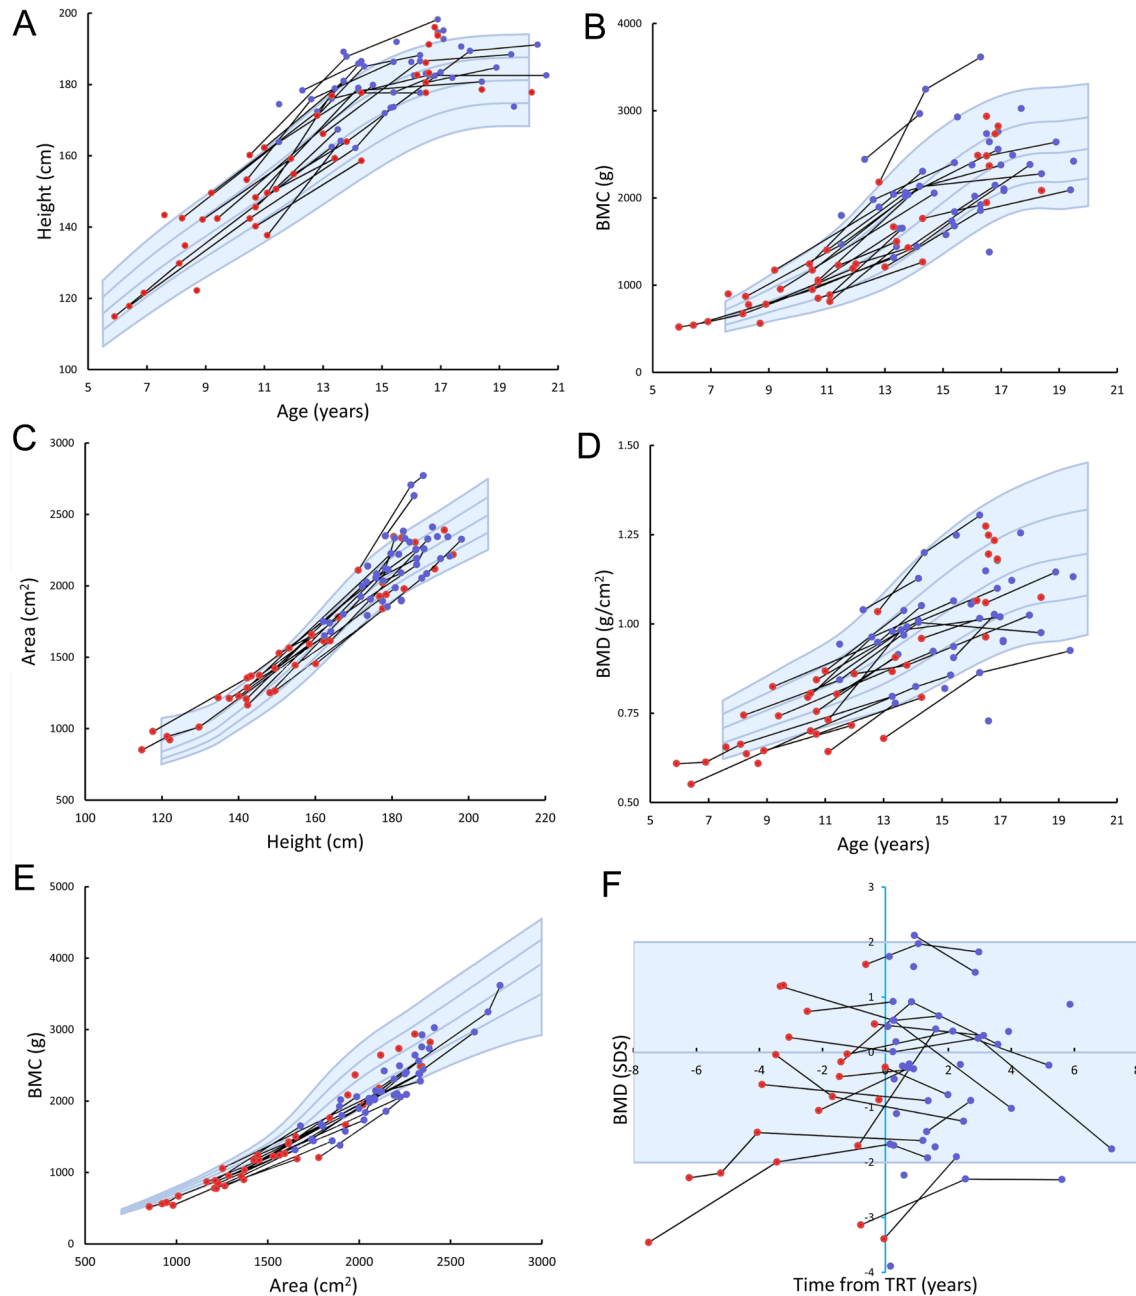 A
Height (cm)
200
180
160
140
120
100
5 7 9 11 13 15 17 19 21
Age (years)
B
BMC (g)
4000
3000
2000
1000
0
5 7 9 11 13 15 17 19 21
Age (years)
C
Area (cm2)
3000
2500
2000
1500
1000
500
100 120 140 160 180 200 220
Height (cm)
D
BMD (g/cm2)
1.50
1.25
1.00
0.75
0.50
5 7 9 11 13 15 17 19 21
Age (years)
E
BMC (g)
5000
4000
3000
2000
1000
0
500 1000 1500 2000 2500 3000
Area (cm2)
F
BMD (SDS)
3
2
1
0
-1
-2
-3
-4
-8 -6 -4 -2 0 2 4 6 8
Time from TRT (years)